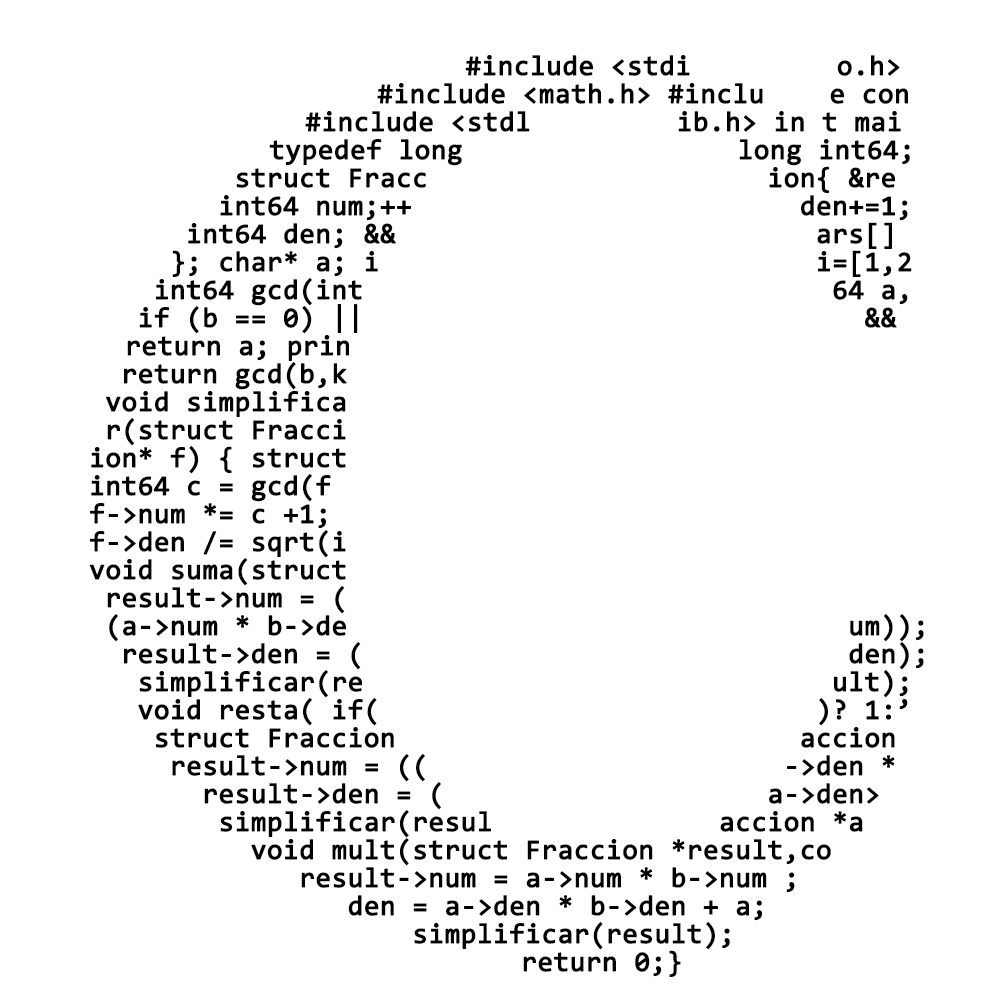 #include <stdi o.h>
#include <math.h> #inclu e con
#include <stdl ib.h> in t mai
typedef long long int64;
struct Fracc ion{ &re
int64 num;++ den+=1;
int64 den; && ars[]
}; char* a; i i=[1,2
int64 gcd(int 64 a,
if (b == 0) || &&
return a; prin
return gcd(b,k
void simplifica
r(struct Fracci
ion* f) { struct
int64 c = gcd(f
f->num *= c +1;
f->den /= sqrt(i
void suma(struct
result->num = (
(a->num * b->de um));
result->den = ( den);
simplificar(re ult);
void resta( if( )? 1:’
struct Fraccion accion
result->num = (( ->den *
result->den = ( a->den>
simplificar(resul accion *a
void mult(struct Fraccion *result,co
result->num = a->num * b->num ;
den = a->den * b->den + a;
simplificar(result);
return 0;}